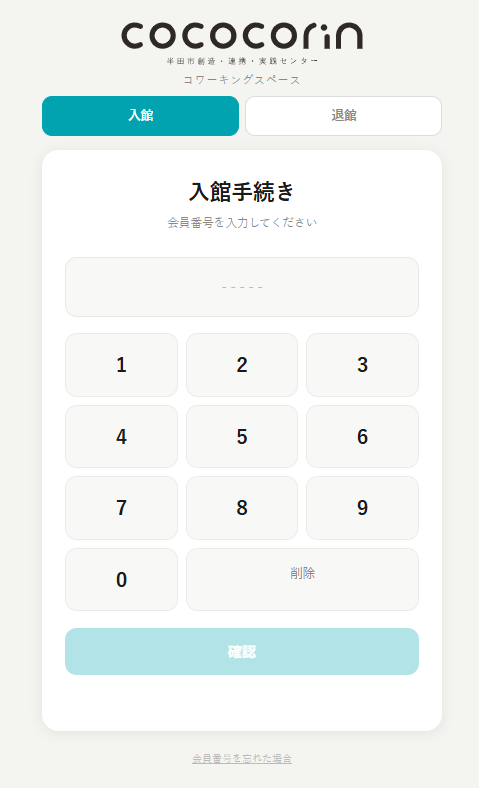 cococorin
半田市創造・連携・実践センター
コワーキングスペース
入館 退館
入館手続き
会員番号を入力してください
-----
1 2 3
4 5 6
7 8 9
0 削除
確認
会員番号を忘れた場合